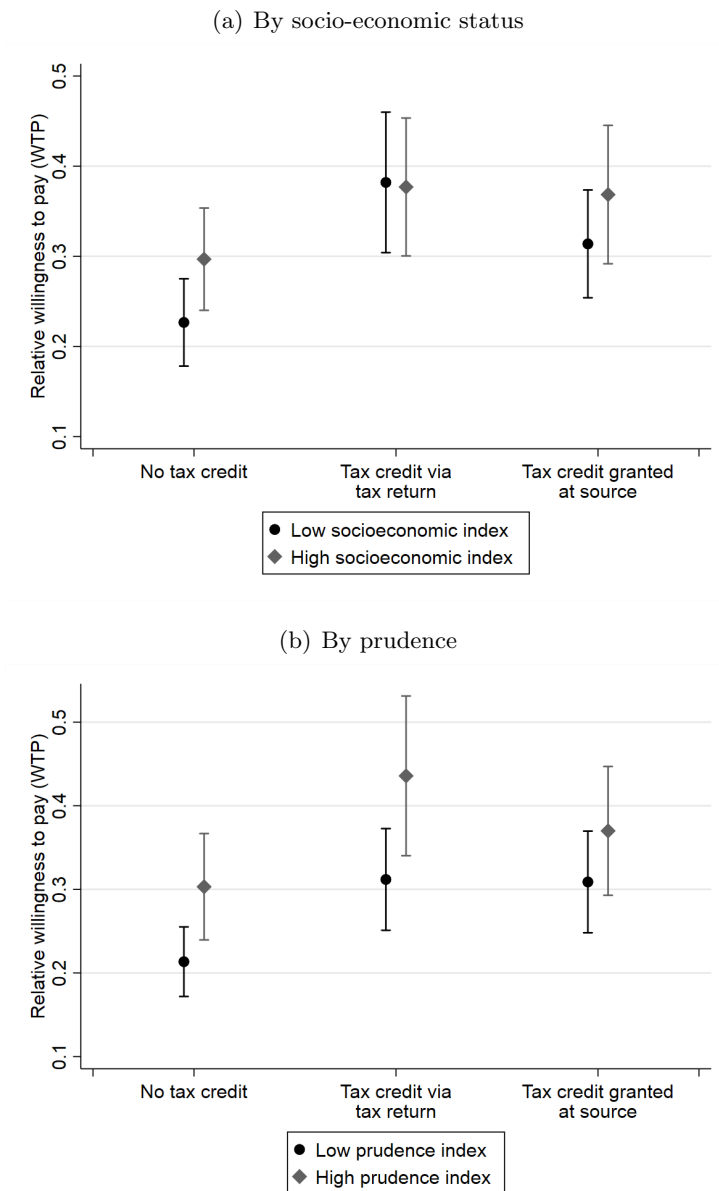 (a) By socio-economic status
Relative willingness to pay (WTP)
0.5
0.4
0.3
0.2
0.1
No tax credit
Tax credit via
tax return
Tax credit granted
at source
Low socioeconomic index
High socioeconomic index
(b) By prudence
Relative willingness to pay (WTP)
0.5
0.4
0.3
0.2
0.1
No tax credit
Tax credit via
tax return
Tax credit granted
at source
Low prudence index
High prudence index